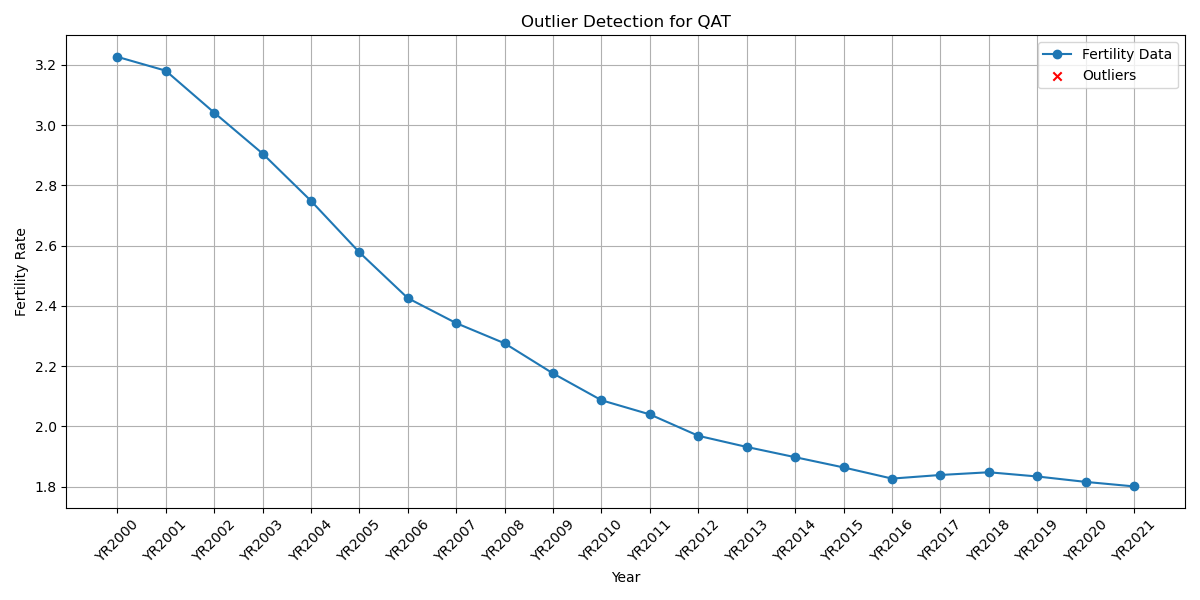 Outlier Detection for QAT
Fertility Data
Outliers
3.2
3.0
2.8
2.6
2.4
2.2
2.0
1.8
Fertility Rate
YR2000
YR2001
YR2002
YR2003
YR2004
YR2005
YR2006
YR2007
YR2008
YR2009
YR2010
YR2011
YR2012
YR2013
YR2014
YR2015
YR2016
YR2017
YR2018
YR2019
YR2020
YR2021
Year